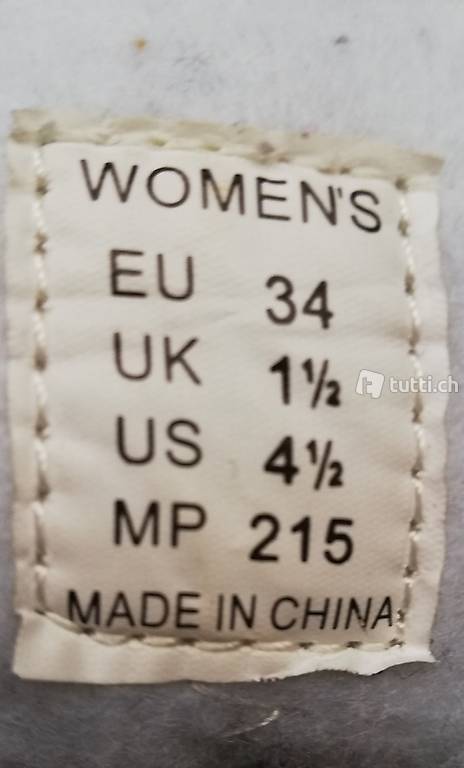 WOMEN'S
EU 34
UK 1½
US 4½
MP 215
MADE IN CHINA
tutti.ch